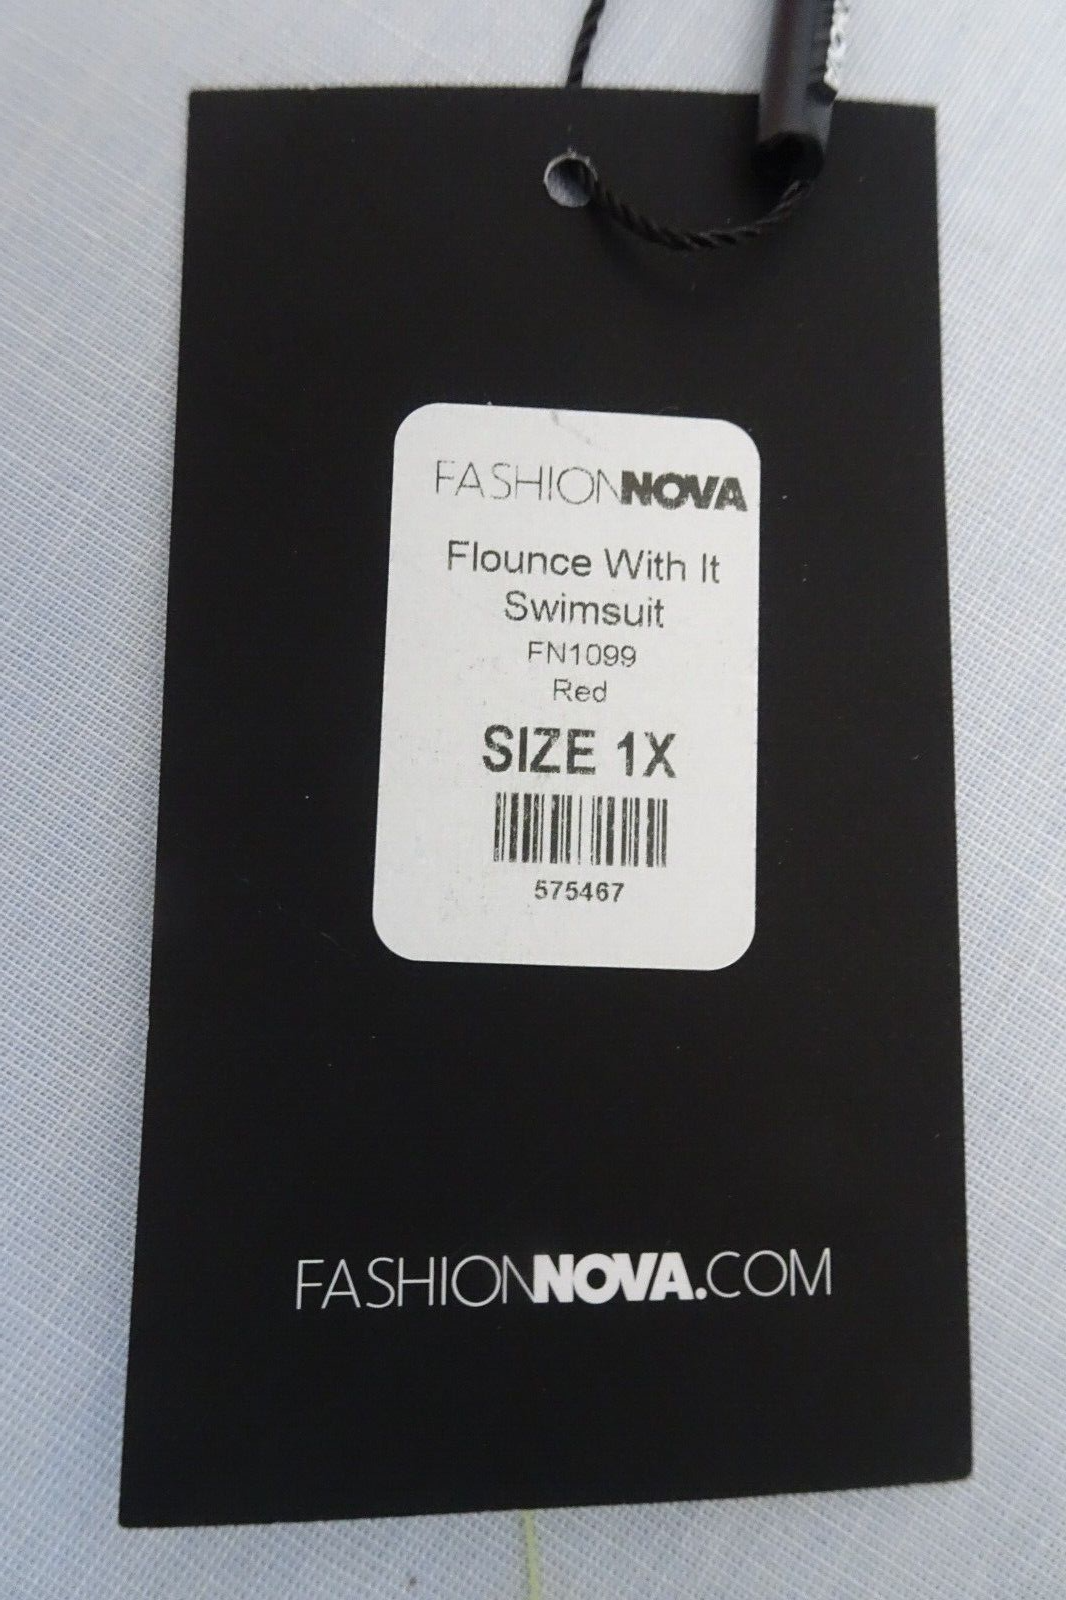 FASHIONNOVA
Flounce With It
Swimsuit
FN1099
Red
SIZE 1X
575467
FASHIONNOVA.COM